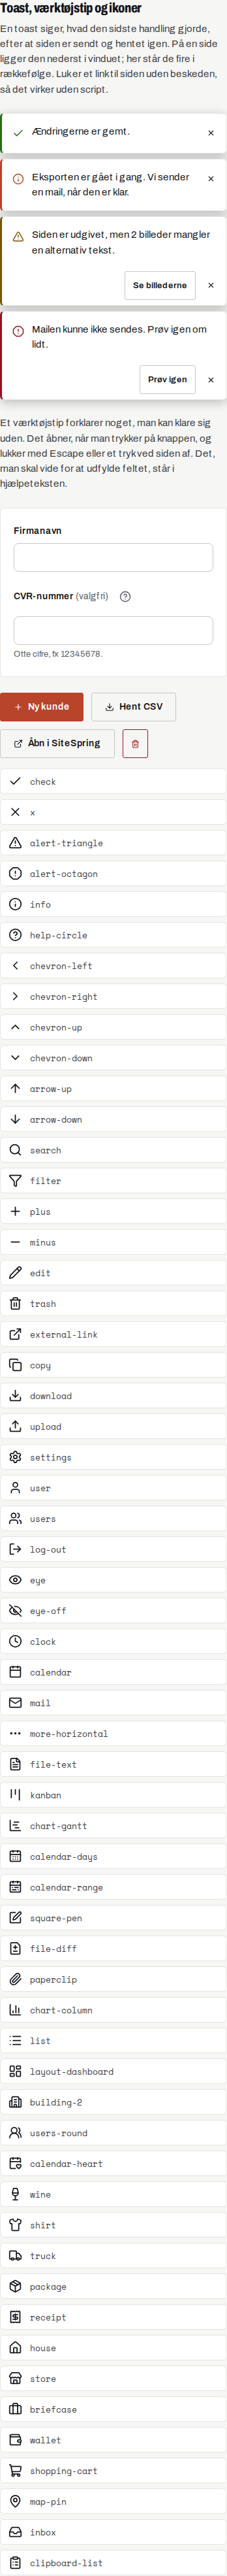 Toast, værktøjstip og ikoner
En toast siger, hvad den sidste handling gjorde,
efter at siden er sendt og hentet igen. På en side
ligger den nederst i vinduet; her står de fire i
rækkefølge. Luk er et link til siden uden beskeden,
så det virker uden script.
Ændringerne er gemt.
Eksporten er gået i gang. Vi sender
en mail, når den er klar.
Siden er udgivet, men 2 billeder mangler
en alternativ tekst.
Se billederne
Mailen kunne ikke sendes. Prøv igen om
lidt.
Prøv igen
Et værktøjstip forklarer noget, man kan klare sig
uden. Det åbner, når man trykker på knappen, og
lukker med Escape eller et tryk ved siden af. Det,
man skal vide for at udfylde feltet, står i
hjælpeteksten.
Firmanavn
CVR-nummer (valgfri)
Otte cifre, fx 12345678.
Ny kunde
Hent CSV
Åbn i SiteSpring
check
x
alert-triangle
alert-octagon
info
help-circle
chevron-left
chevron-right
chevron-up
chevron-down
arrow-up
arrow-down
search
filter
plus
minus
edit
trash
external-link
copy
download
upload
settings
user
users
log-out
eye
eye-off
clock
calendar
mail
more-horizontal
file-text
kanban
chart-gantt
calendar-days
calendar-range
square-pen
file-diff
paperclip
chart-column
list
layout-dashboard
building-2
users-round
calendar-heart
wine
shirt
truck
package
receipt
house
store
briefcase
wallet
shopping-cart
map-pin
inbox
clipboard-list